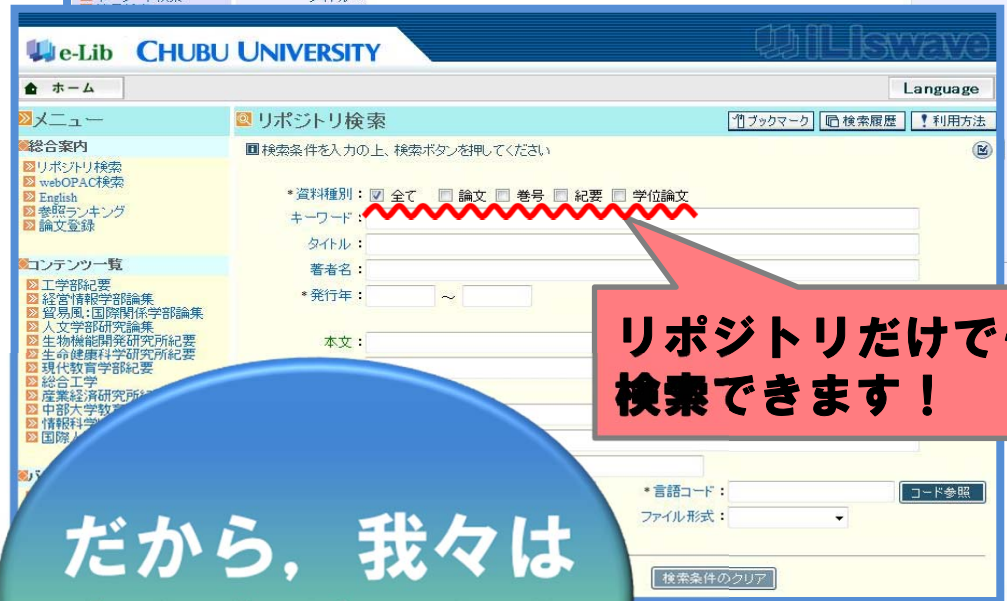 e-Lib CHUBU UNIVERSITY
iLiswave
ホーム
Language
メニュー
総合案内
リポジトリ検索
webOPAC検索
English
参照ランキング
論文登録
コンテンツ一覧
工学部紀要
経営情報学部論集
貿易風:国際関係学部論集
人文学部研究論集
生物機能開発研究所紀要
生命健康科学研究所紀要
現代教育学部紀要
総合工学
産業経済研究所
中部大学教
情報科学
国際
リポジトリ検索
ブックマーク 検索履歴 !利用方法
検索条件を入力の上、検索ボタンを押してください
*資料種別: 全て 論文 巻号 紀要 学位論文
キーワード:
タイトル:
著者名:
*発行年: ～
本文:
*言語コード: コード参照
ファイル形式:
検索条件のクリア
リポジトリだけで
検索できます!
だから,我々は